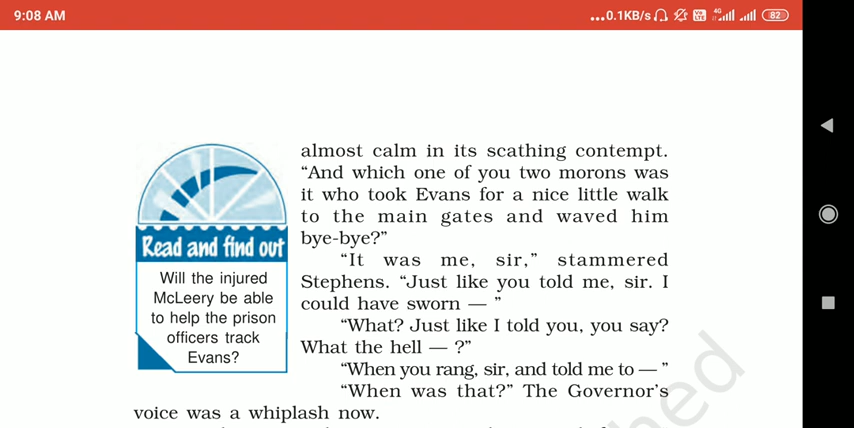 9:08 AM
...0.1KB/s 4G 82
almost calm in its scathing contempt.
“And which one of you two morons was
it who took Evans for a nice little walk
to the main gates and waved him
bye-bye?”
“It was me, sir,” stammered
Stephens. “Just like you told me, sir. I
could have sworn — ”
“What? Just like I told you, you say?
What the hell — ?”
“When you rang, sir, and told me to — ”
“When was that?” The Governor’s
voice was a whiplash now.
Read and find out
Will the injured
McLeery be able
to help the prison
officers track
Evans?